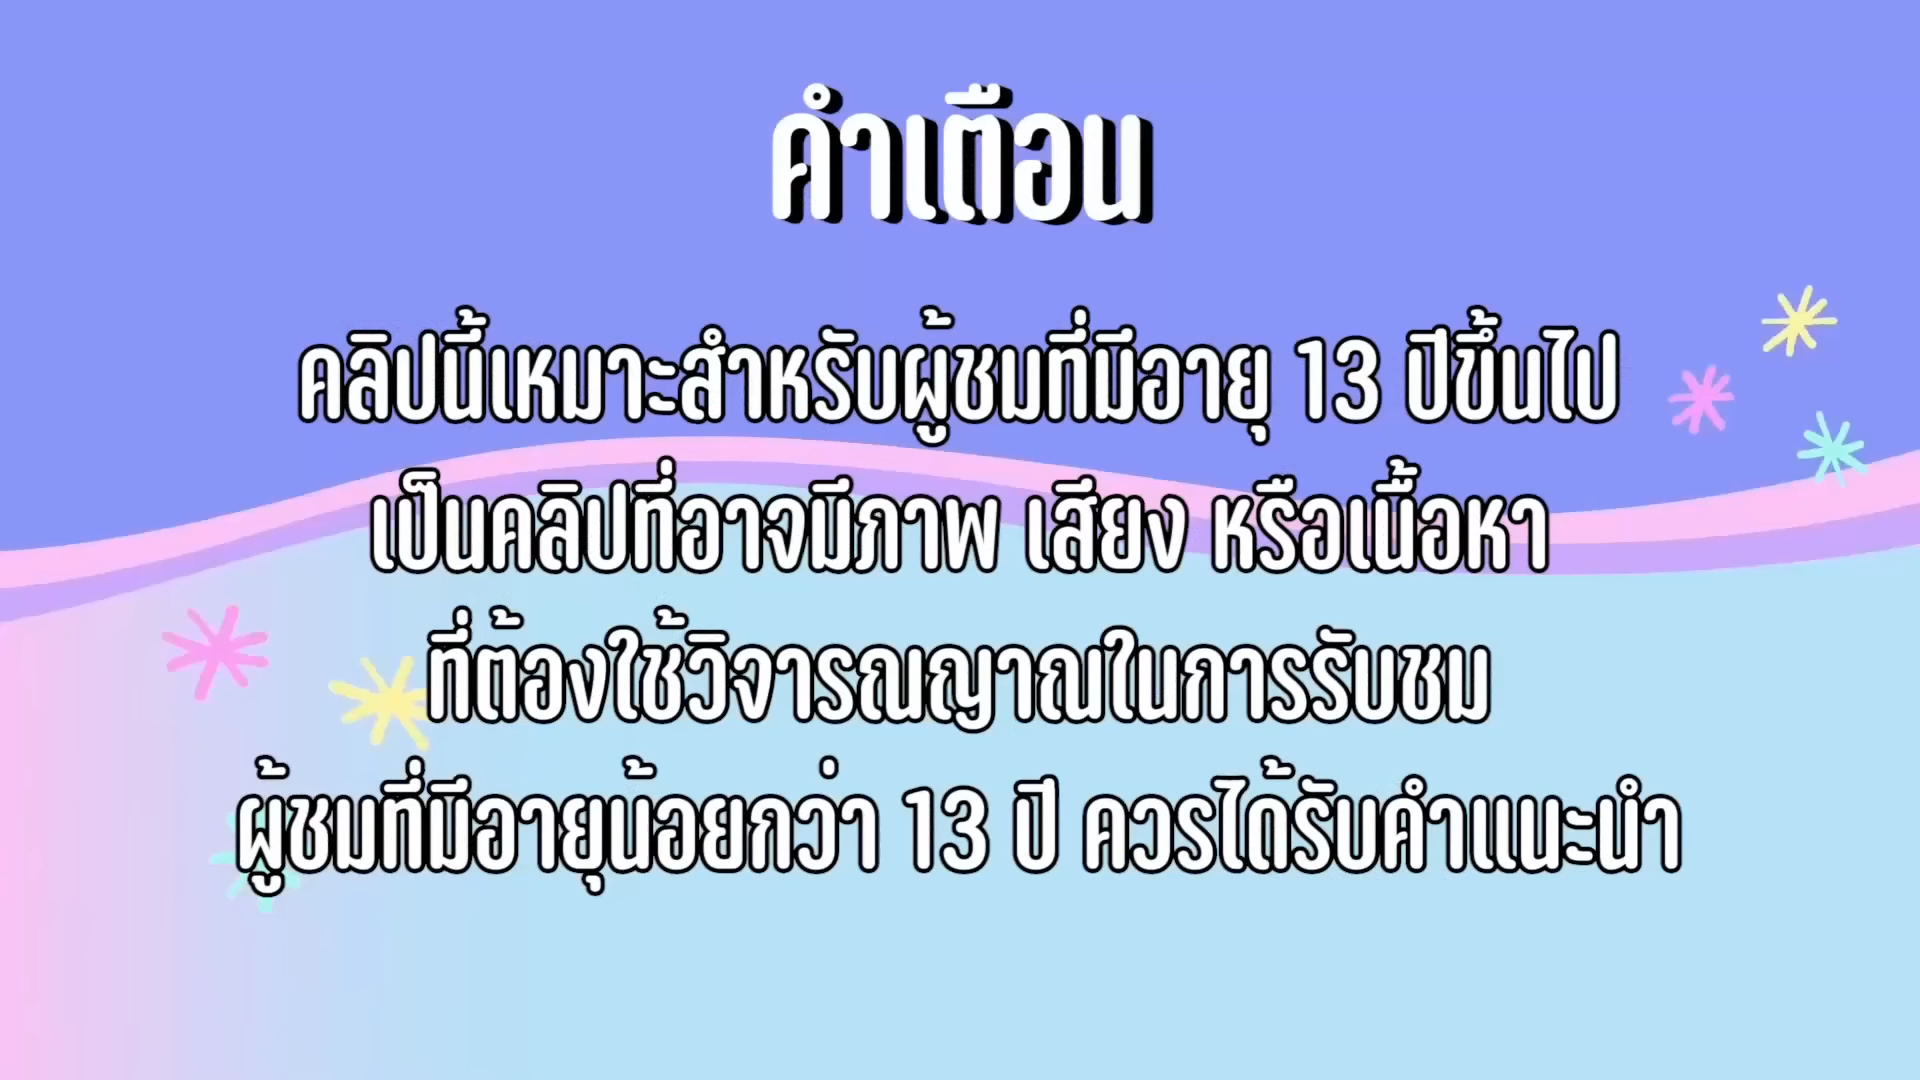 คำเตือน
คลิปนี้เหมาะสำหรับผู้ชมที่มีอายุ 13 ปีขึ้นไป
เป็นคลิปที่อาจมีภาพ เสียง หรือเนื้อหา
ที่ต้องใช้วิจารณญาณในการรับชม
ผู้ชมที่มีอายุน้อยกว่า 13 ปี ควรได้รับคำแนะนำ